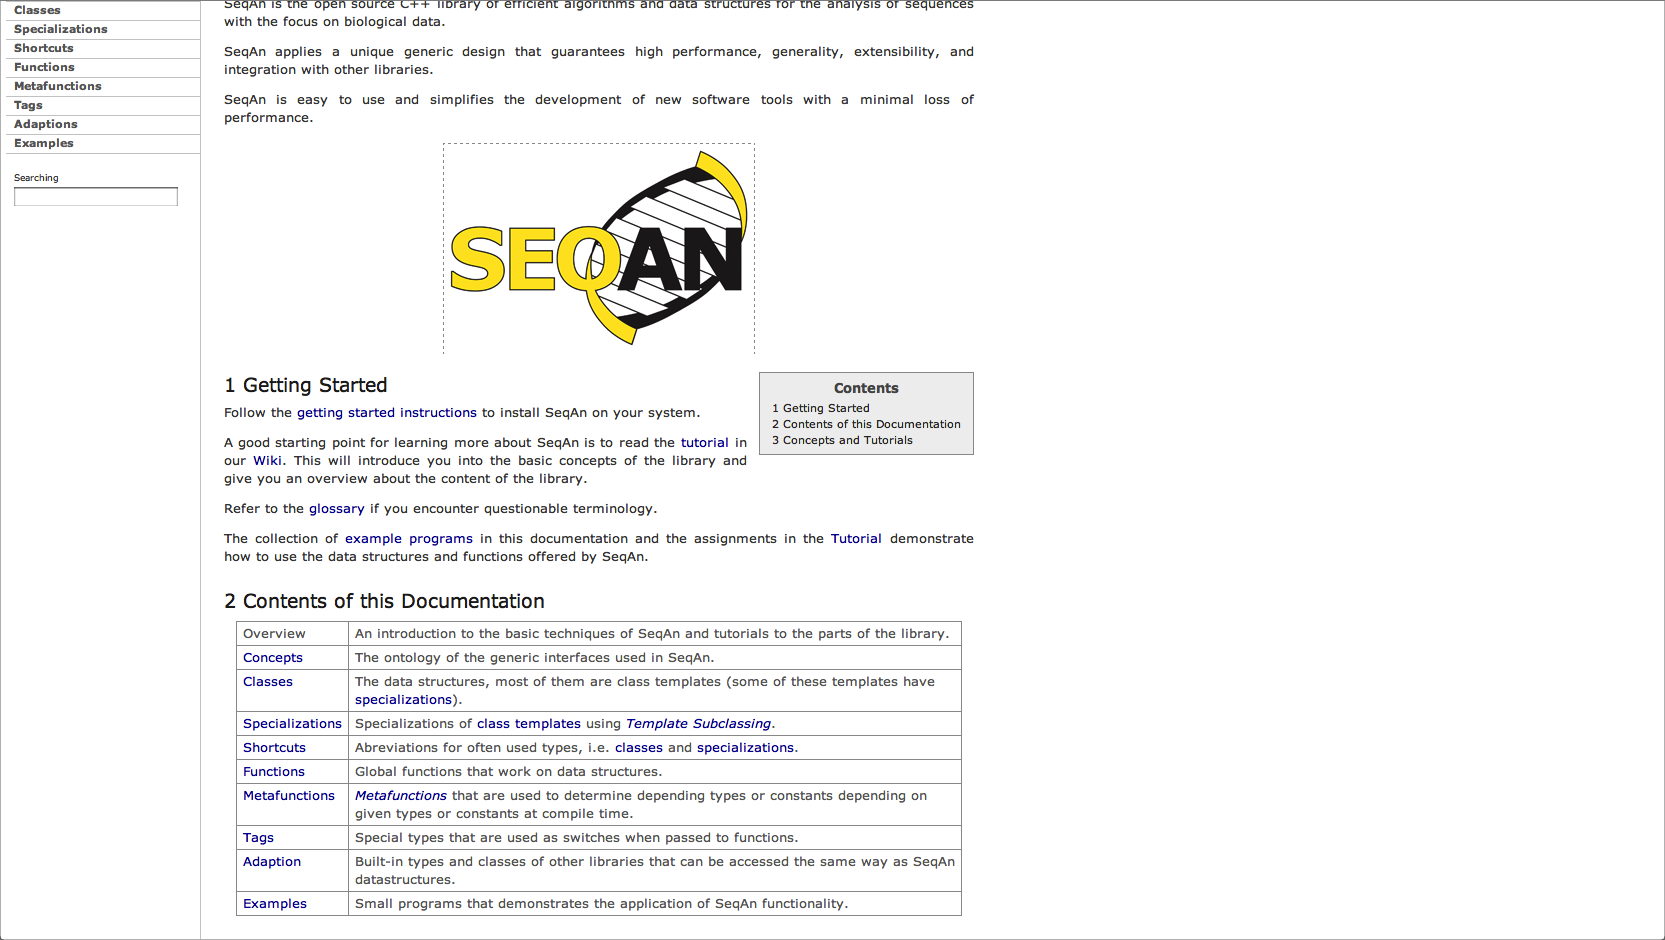 Classes
Specializations
Shortcuts
Functions
Metafunctions
Tags
Adaptions
Examples
Searching
SeqAn is the open source C++ library of efficient algorithms and data structures for the analysis of sequences
with the focus on biological data.
SeqAn applies a unique generic design that guarantees high performance, generality, extensibility, and
integration with other libraries.
SeqAn is easy to use and simplifies the development of new software tools with a minimal loss of
performance.
SEQAN
1 Getting Started
Follow the getting started instructions to install SeqAn on your system.
A good starting point for learning more about SeqAn is to read the tutorial in
our Wiki. This will introduce you into the basic concepts of the library and
give you an overview about the content of the library.
Refer to the glossary if you encounter questionable terminology.
The collection of example programs in this documentation and the assignments in the Tutorial demonstrate
how to use the data structures and functions offered by SeqAn.
Contents
1 Getting Started
2 Contents of this Documentation
3 Concepts and Tutorials
2 Contents of this Documentation
Overview An introduction to the basic techniques of SeqAn and tutorials to the parts of the library.
Concepts The ontology of the generic interfaces used in SeqAn.
Classes The data structures, most of them are class templates (some of these templates have
specializations).
Specializations Specializations of class templates using Template Subclassing.
Shortcuts Abreviations for often used types, i.e. classes and specializations.
Functions Global functions that work on data structures.
Metafunctions Metafunctions that are used to determine depending types or constants depending on
given types or constants at compile time.
Tags Special types that are used as switches when passed to functions.
Adaption Built-in types and classes of other libraries that can be accessed the same way as SeqAn
datastructures.
Examples Small programs that demonstrates the application of SeqAn functionality.